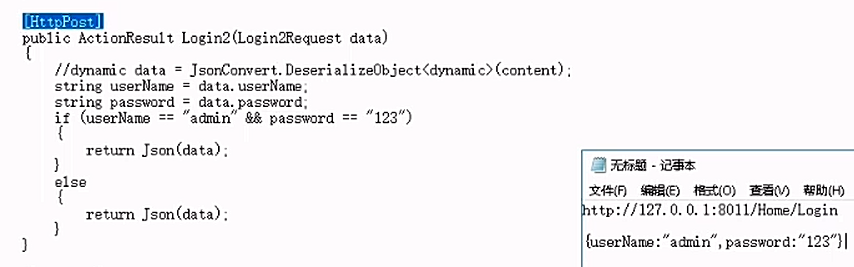 [HttpPost]
public ActionResult Login2(Login2Request data)
{
//dynamic data = JsonConvert.DeserializeObject<dynamic>(content);
string userName = data.userName;
string password = data.password;
if (userName == "admin" && password == "123")
{
return Json(data);
}
else
{
return Json(data);
}
}
无标题 - 记事本
文件(F) 编辑(E) 格式(O) 查看(V) 帮助(H)
http://127.0.0.1:8011/Home/Login
{userName:"admin",password:"123"}